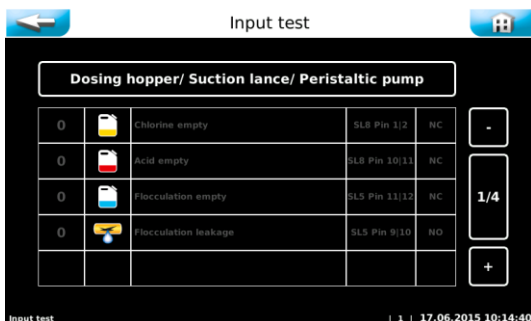 Input test
Dosing hopper/ Suction lance/ Peristaltic pump
0 Chlorine empty SL8 Pin 1|2 NC
0 Acid empty SL8 Pin 10|11 NC
0 Flocculation empty SL5 Pin 11|12 NC
0 Flocculation leakage SL5 Pin 9|10 NO
-
1/4
+
Input test | 1 | 17.06.2015 10:14:40